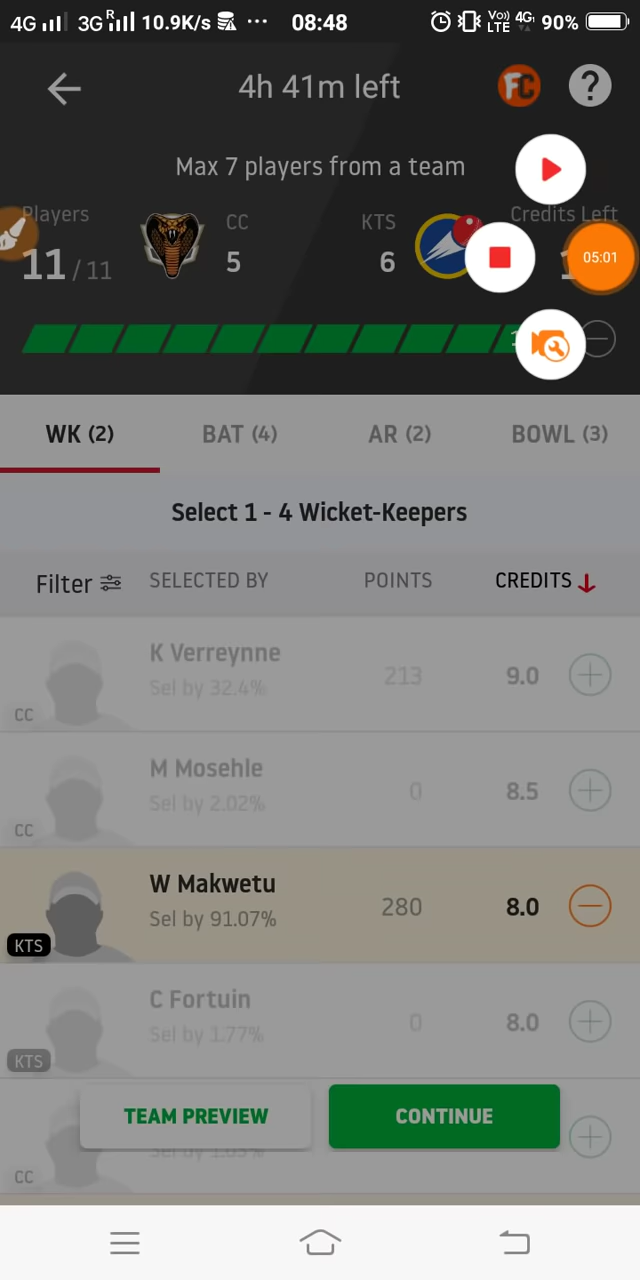 4G 3G R 10.9K/s ... 08:48 Vo) LTE 4G 90%
4h 41m left FC ?
Max 7 players from a team
Players CC KTS Credits Left
11 / 11 5 6
05:01
WK (2) BAT (4) AR (2) BOWL (3)
Select 1 - 4 Wicket-Keepers
Filter SELECTED BY POINTS CREDITS
K Verreynne
Sel by 32.4% 213 9.0
CC
M Mosehle
Sel by 2.02% 0 8.5
CC
W Makwetu
Sel by 91.07% 280 8.0
KTS
C Fortuin
Sel by 1.77% 0 8.0
KTS
TEAM PREVIEW CONTINUE
CC